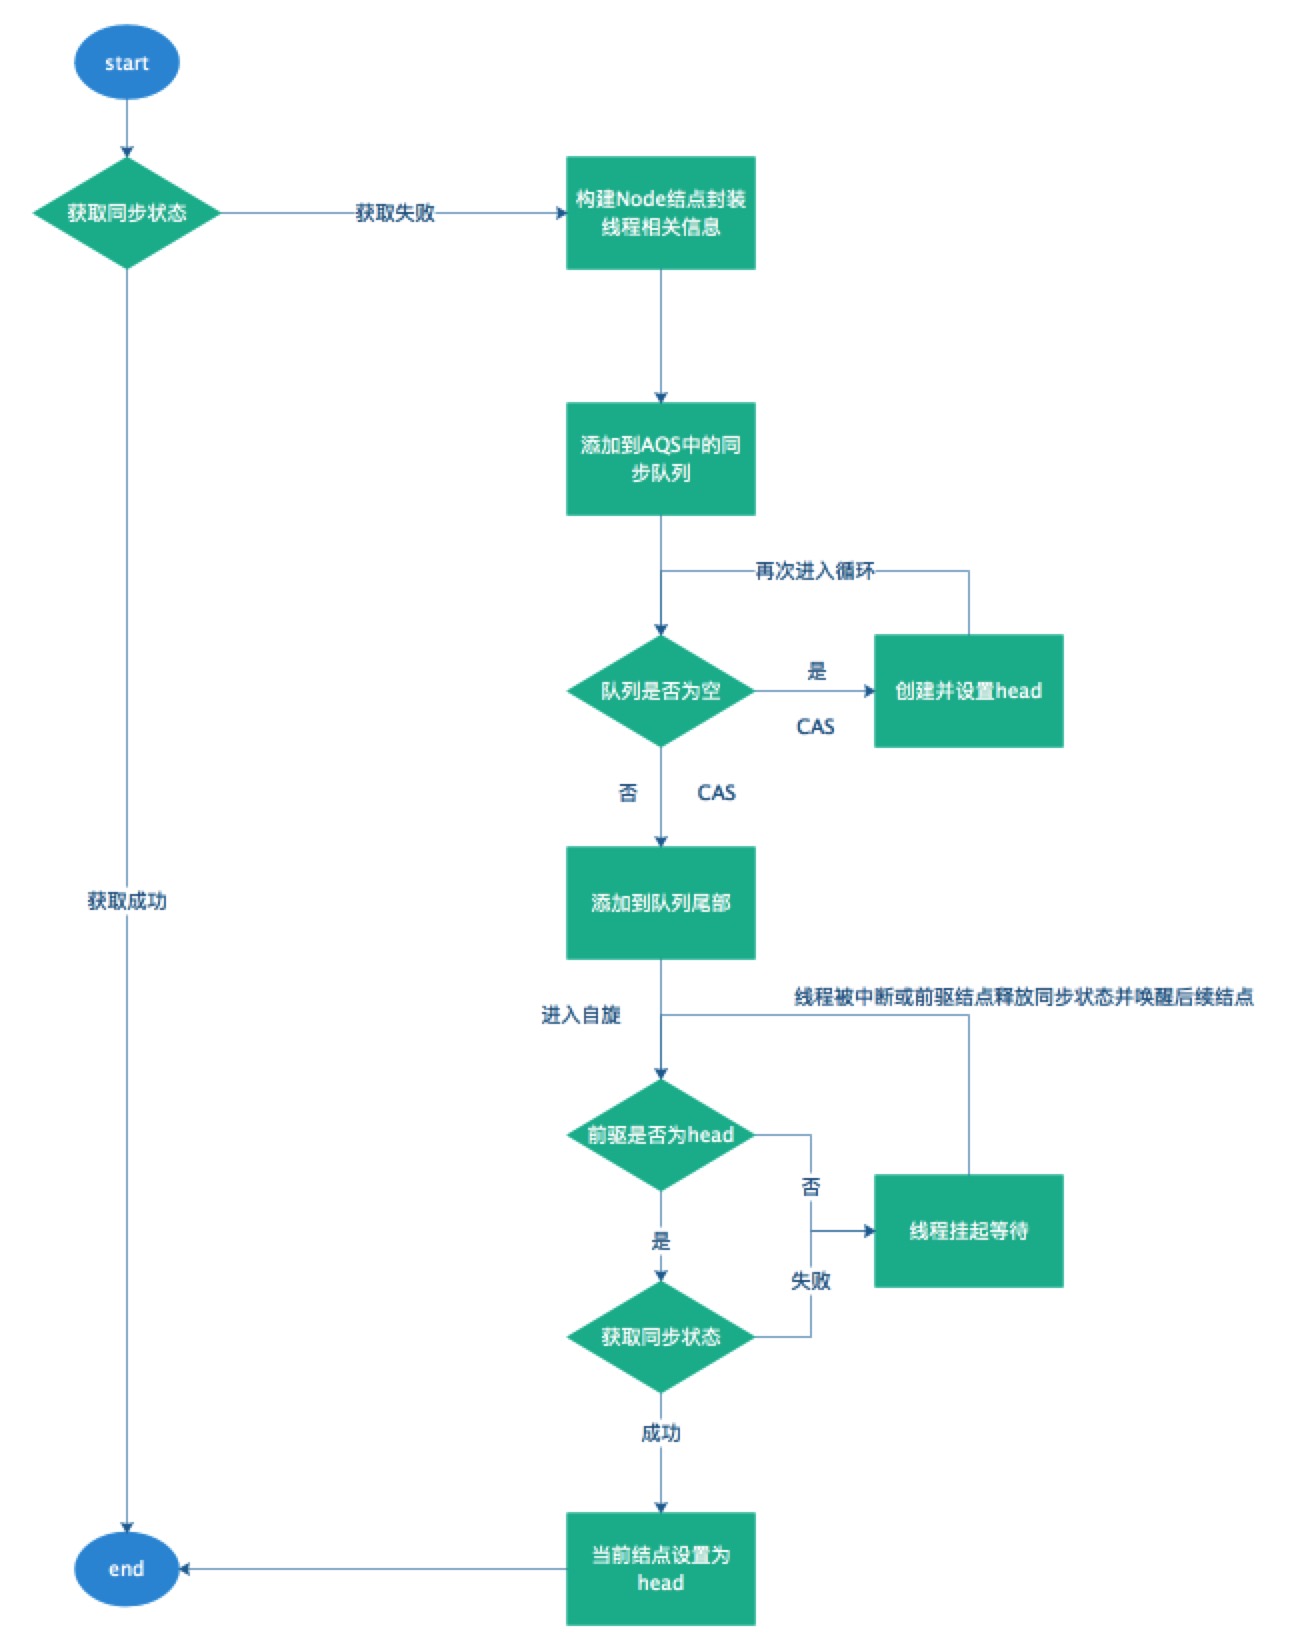 start
获取同步状态
获取失败
构建Node结点封装
线程相关信息
添加到AQS中的同
步队列
再次进入循环
队列是否为空
是
CAS
创建并设置head
否
CAS
添加到队列尾部
获取成功
进入自旋
线程被中断或前驱结点释放同步状态并唤醒后续结点
前驱是否为head
否
线程挂起等待
是
失败
获取同步状态
成功
当前结点设置为
head
end